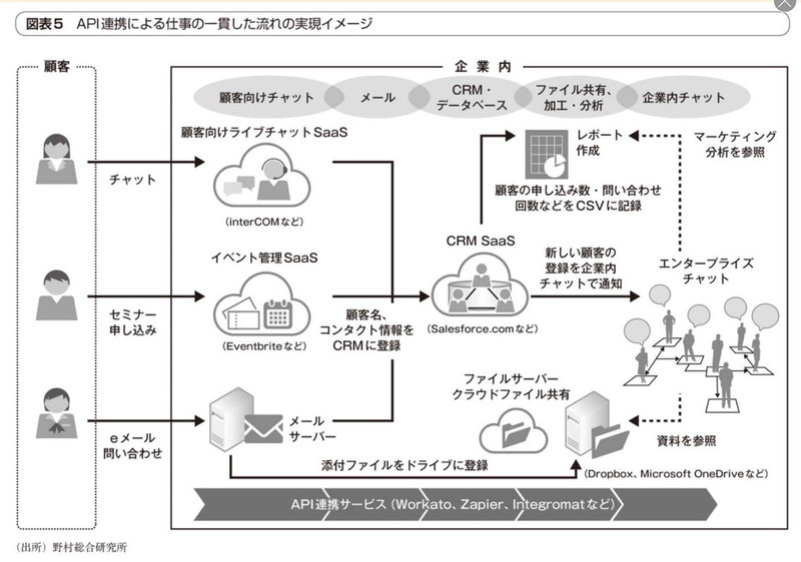 図表5 API連携による仕事の一貫した流れの実現イメージ
顧客
企業内
顧客向けチャット
メール
CRM・
データベース
ファイル共有、
加工・分析
企業内チャット
顧客向けライブチャットSaaS
チャット
(interCOMなど)
レポート
作成
マーケティング
分析を参照
顧客の申し込み数・問い合わせ
回数などをCSVに記録
イベント管理SaaS
セミナー
申し込み
(Eventbriteなど)
顧客名、
コンタクト情報を
CRMに登録
CRM SaaS
(Salesforce.comなど)
新しい顧客の
登録を企業内
チャットで通知
エンタープライズ
チャット
eメール
問い合わせ
メール
サーバー
ファイルサーバー
クラウドファイル共有
資料を参照
添付ファイルをドライブに登録
(Dropbox、Microsoft OneDriveなど)
API連携サービス(Workato、Zapier、Integromatなど)
(出所)野村総合研究所